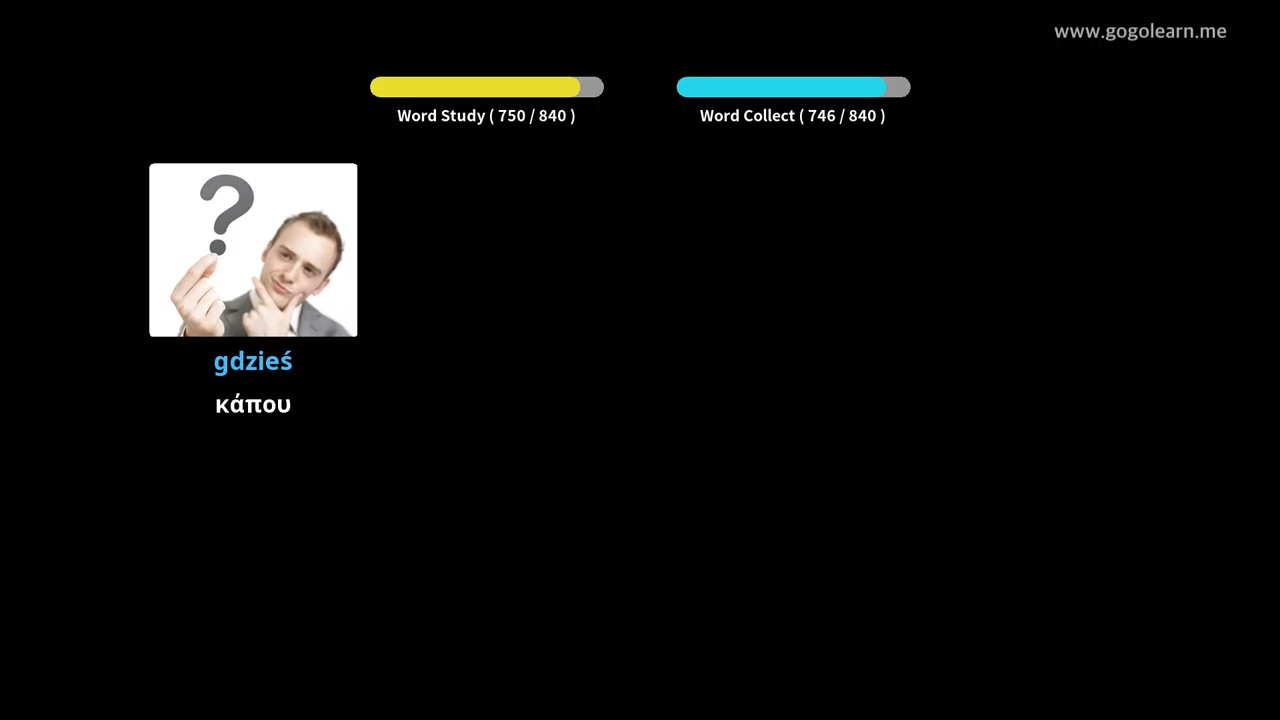 www.gogolearn.me
Word Study ( 750 / 840 )
Word Collect ( 746 / 840 )
?
gdzieś
κάπου